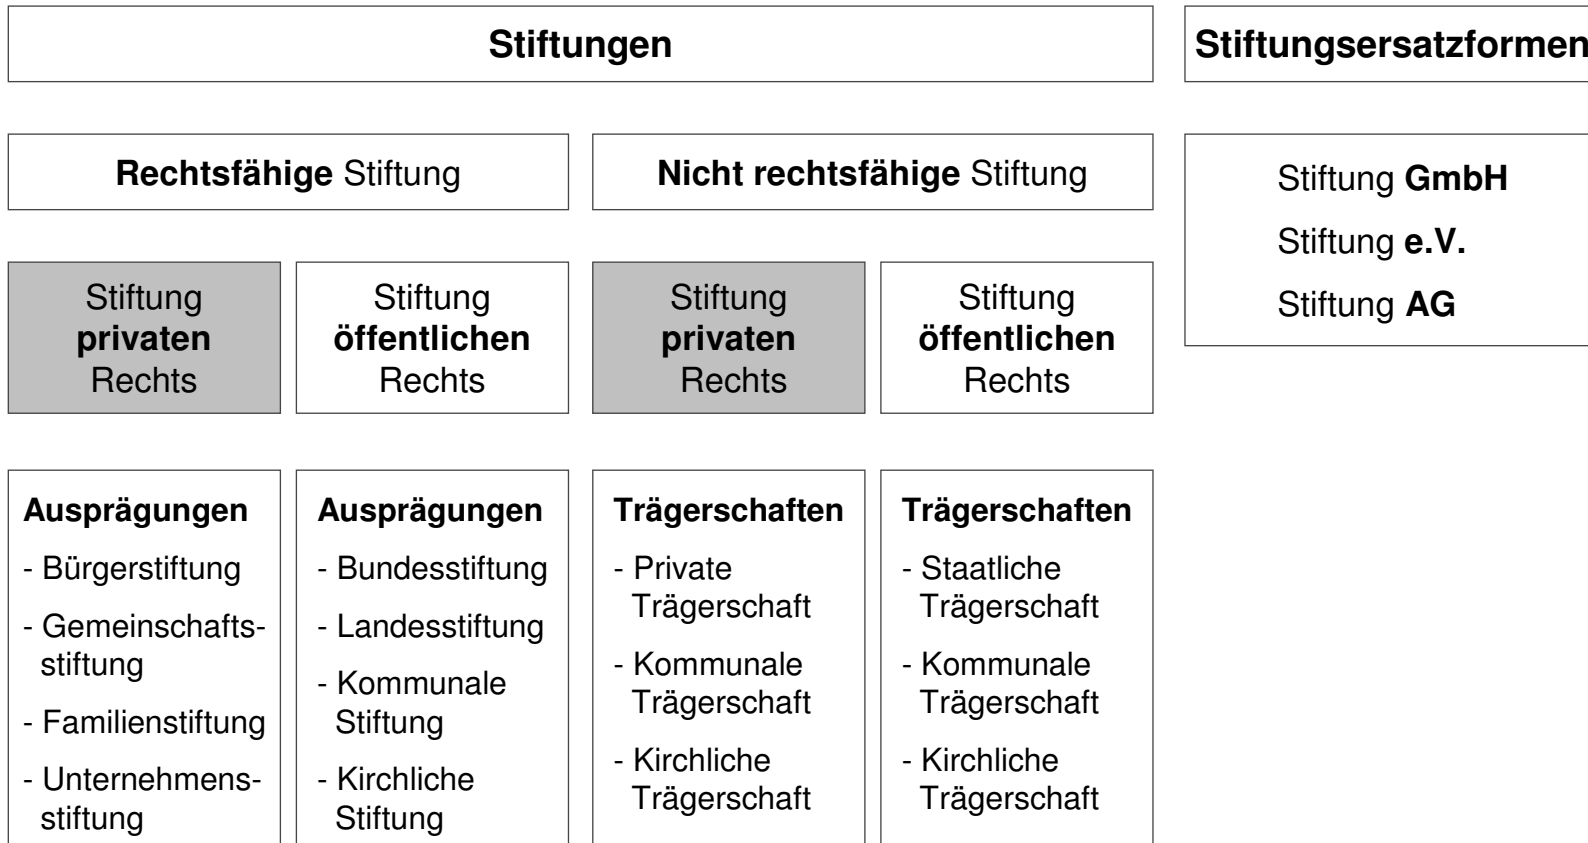 Stiftungen
Stiftungsersatzformen
Rechtsfähige Stiftung
Nicht rechtsfähige Stiftung
Stiftung GmbH
Stiftung e.V.
Stiftung AG
Stiftung
privaten
Rechts
Stiftung
öffentlichen
Rechts
Stiftung
privaten
Rechts
Stiftung
öffentlichen
Rechts
Ausprägungen
- Bürgerstiftung
- Gemeinschafts-
stiftung
- Familienstiftung
- Unternehmens-
stiftung
Ausprägungen
- Bundesstiftung
- Landesstiftung
- Kommunale
Stiftung
- Kirchliche
Stiftung
Trägerschaften
- Private
Trägerschaft
- Kommunale
Trägerschaft
- Kirchliche
Trägerschaft
Trägerschaften
- Staatliche
Trägerschaft
- Kommunale
Trägerschaft
- Kirchliche
Trägerschaft